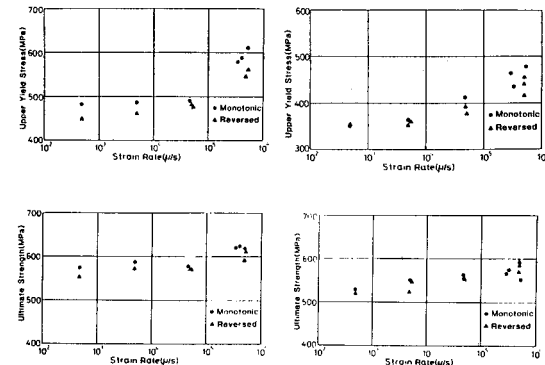 700
600
500
400
Upper Yield Stress(MPa)
Monotonic
Reversed
Strain Rate(μ/s)
600
500
400
300
Upper Yield Stress(MPa)
Monotonic
Reversed
Strain Rate(μ/s)
700
600
500
400
Ultimate Strength(MPa)
Monotonic
Reversed
Strain Rate(μ/s)
700
600
500
400
Ultimate Strength(MPa)
Monotonic
Reversed
Strain Rate(μ/s)